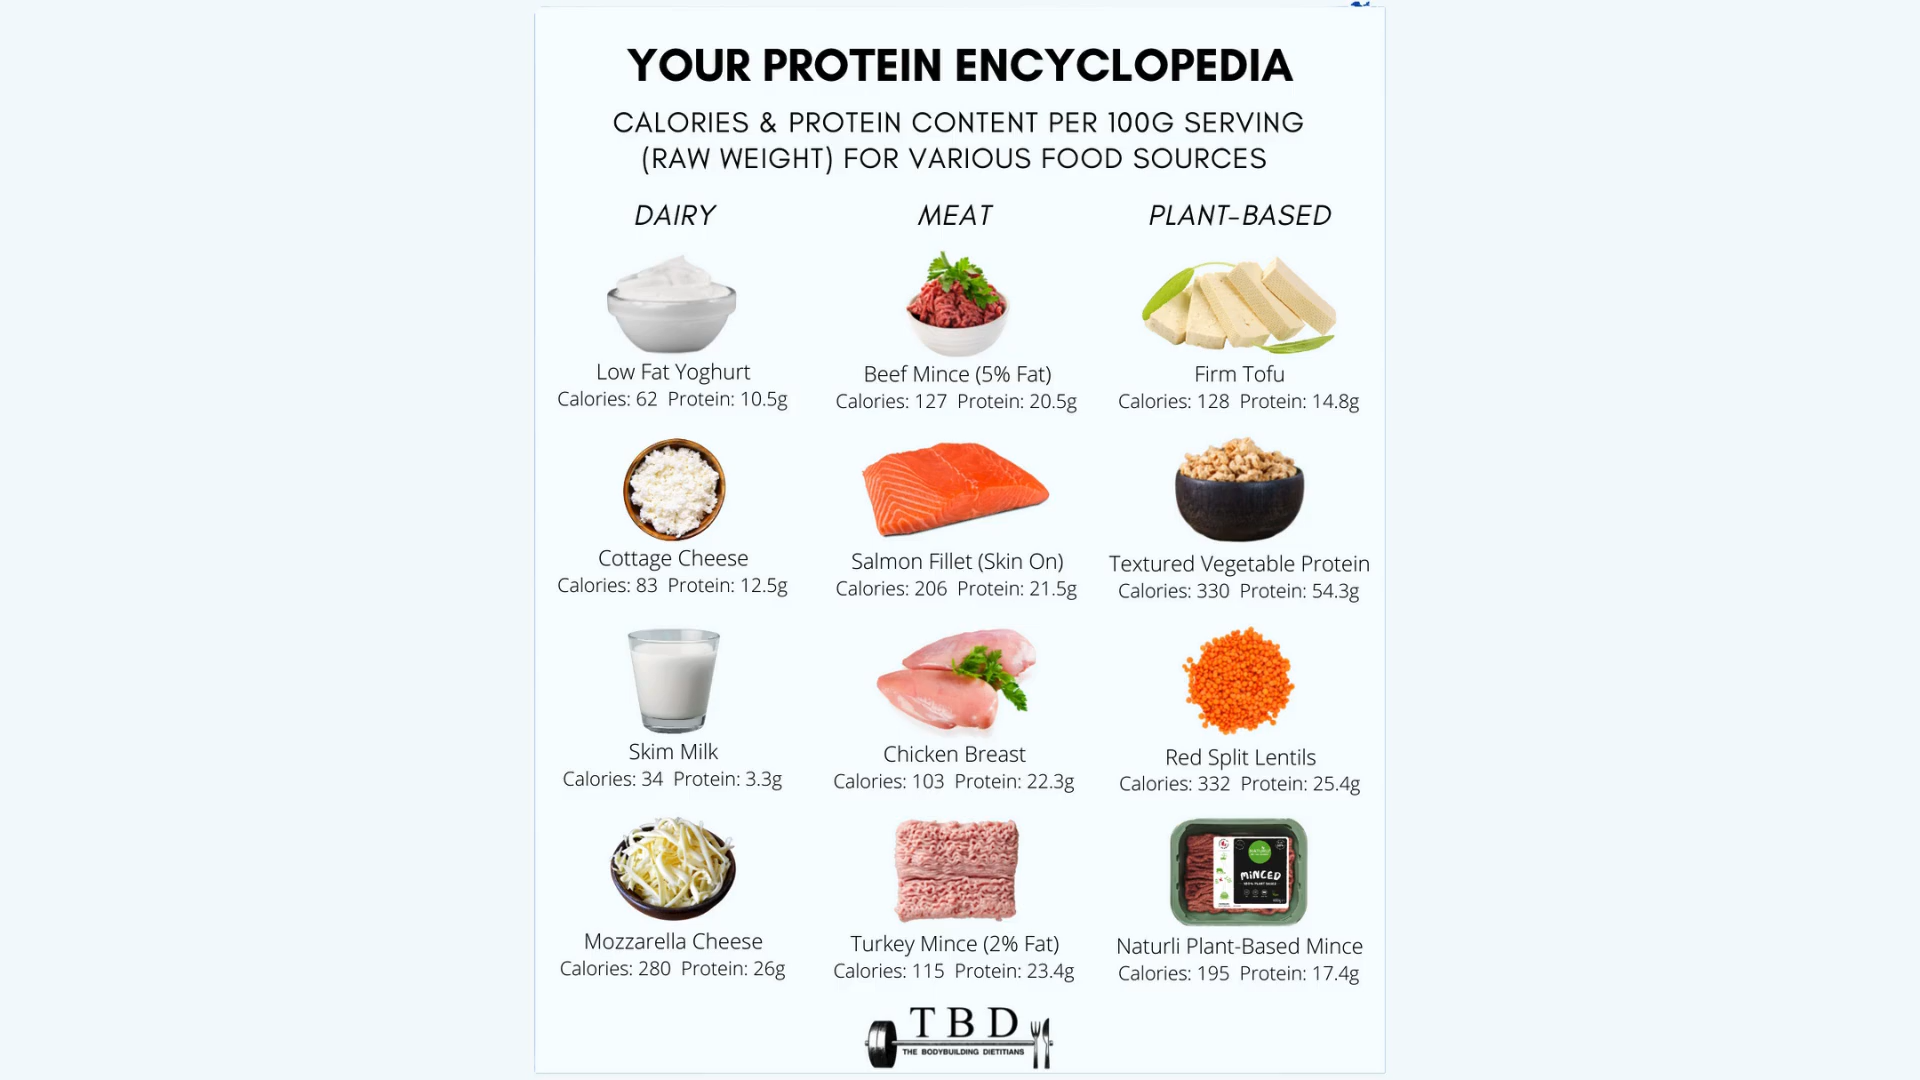 YOUR PROTEIN ENCYCLOPEDIA
CALORIES & PROTEIN CONTENT PER 100G SERVING
(RAW WEIGHT) FOR VARIOUS FOOD SOURCES
DAIRY
Low Fat Yoghurt
Calories: 62 Protein: 10.5g
Cottage Cheese
Calories: 83 Protein: 12.5g
Skim Milk
Calories: 34 Protein: 3.3g
Mozzarella Cheese
Calories: 280 Protein: 26g
MEAT
Beef Mince (5% Fat)
Calories: 127 Protein: 20.5g
Salmon Fillet (Skin On)
Calories: 206 Protein: 21.5g
Chicken Breast
Calories: 103 Protein: 22.3g
Turkey Mince (2% Fat)
Calories: 115 Protein: 23.4g
PLANT-BASED
Firm Tofu
Calories: 128 Protein: 14.8g
Textured Vegetable Protein
Calories: 330 Protein: 54.3g
Red Split Lentils
Calories: 332 Protein: 25.4g
MINCED
Naturli Plant-Based Mince
Calories: 195 Protein: 17.4g
TBD
THE BODYBUILDING DIETITIANS